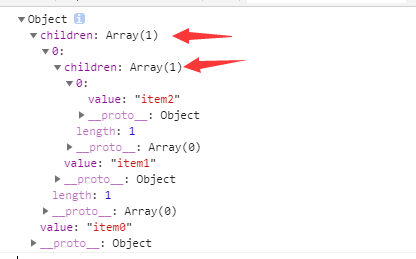 Object i
children: Array(1)
0:
children: Array(1)
0:
value: "item2"
__proto__: Object
length: 1
__proto__: Array(0)
value: "item1"
__proto__: Object
length: 1
__proto__: Array(0)
value: "item0"
__proto__: Object